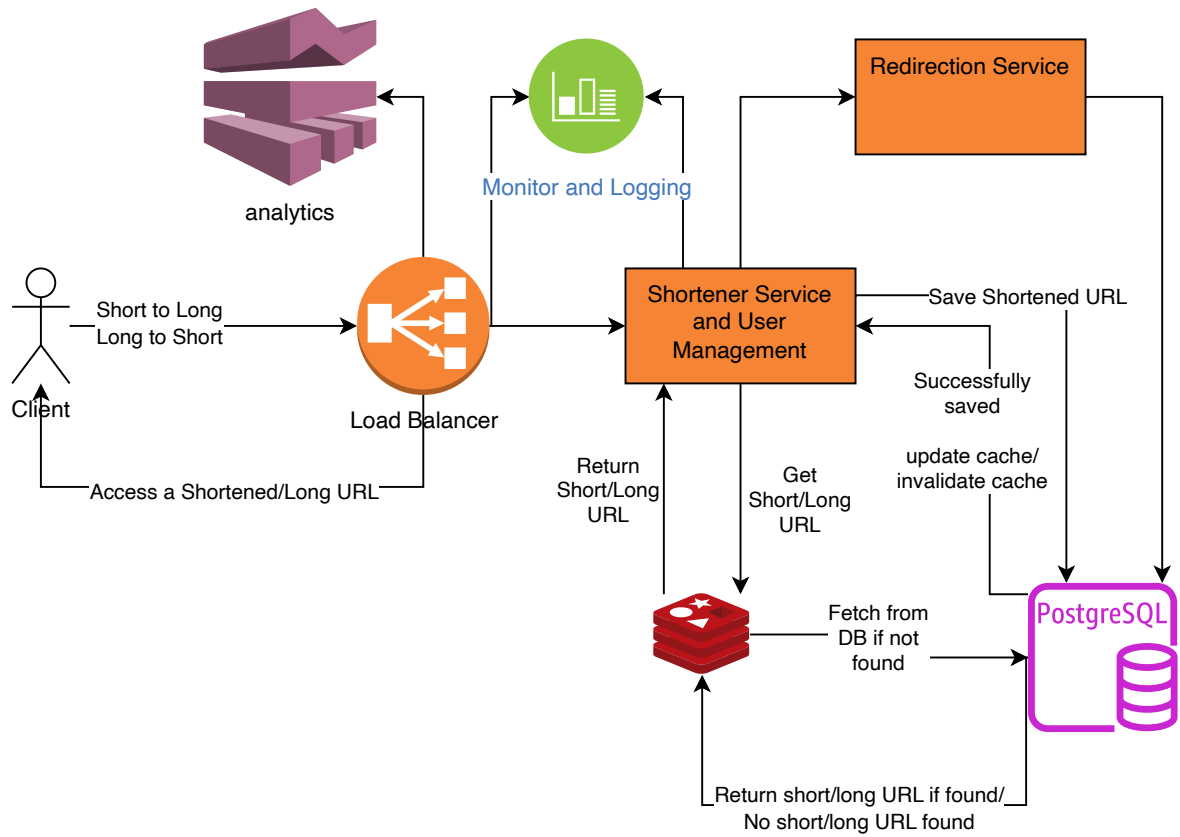 Redirection Service
Monitor and Logging
analytics
Shortener Service
and User
Management
Save Shortened URL
Short to Long
Long to Short
Successfully
saved
Client
Load Balancer
update cache/
invalidate cache
Return
Short/Long
URL
Get
Short/Long
URL
Access a Shortened/Long URL
Fetch from
DB if not
found
PostgreSQL
Return short/long URL if found/
No short/long URL found